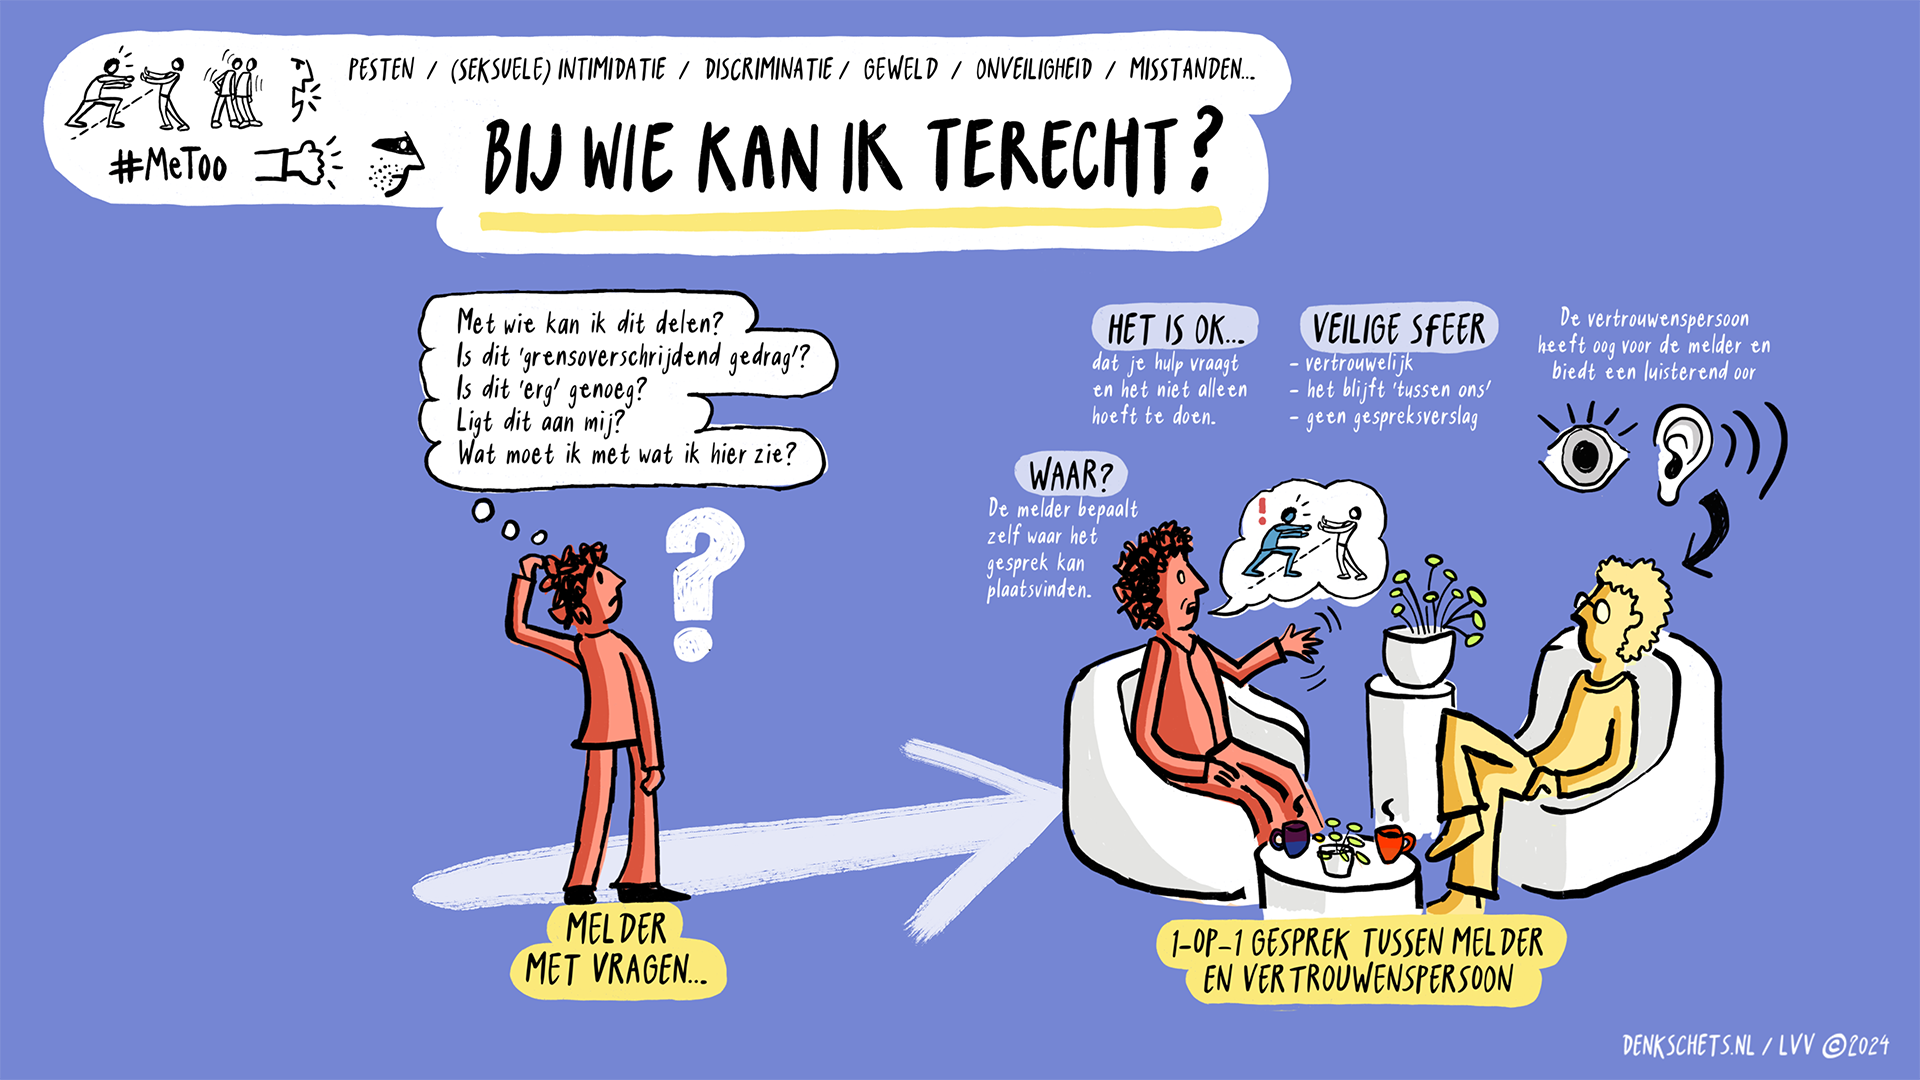 PESTEN / (SEKSUELE) INTIMIDATIE / DISCRIMINATIE / GEWELD / ONVEILIGHEID / MISSTANDEN...
#MeToo
BIJ WIE KAN IK TERECHT?
Met wie kan ik dit delen?
Is dit 'grensoverschrijdend gedrag'?
Is dit 'erg' genoeg?
Ligt dit aan mij?
Wat moet ik met wat ik hier zie?
?
MELDER
MET VRAGEN...
HET IS OK...
dat je hulp vraagt
en het niet alleen
hoeft te doen.
VEILIGE SFEER
- vertrouwelijk
- het blijft 'tussen ons'
- geen gespreksverslag
De vertrouwenspersoon
heeft oog voor de melder en
biedt een luisterend oor
WAAR?
De melder bepaalt
zelf waar het
gesprek kan
plaatsvinden.
!
1-OP-1 GESPREK TUSSEN MELDER
EN VERTROUWENSPERSOON
DENKSCHETS.NL / LVV ©2024